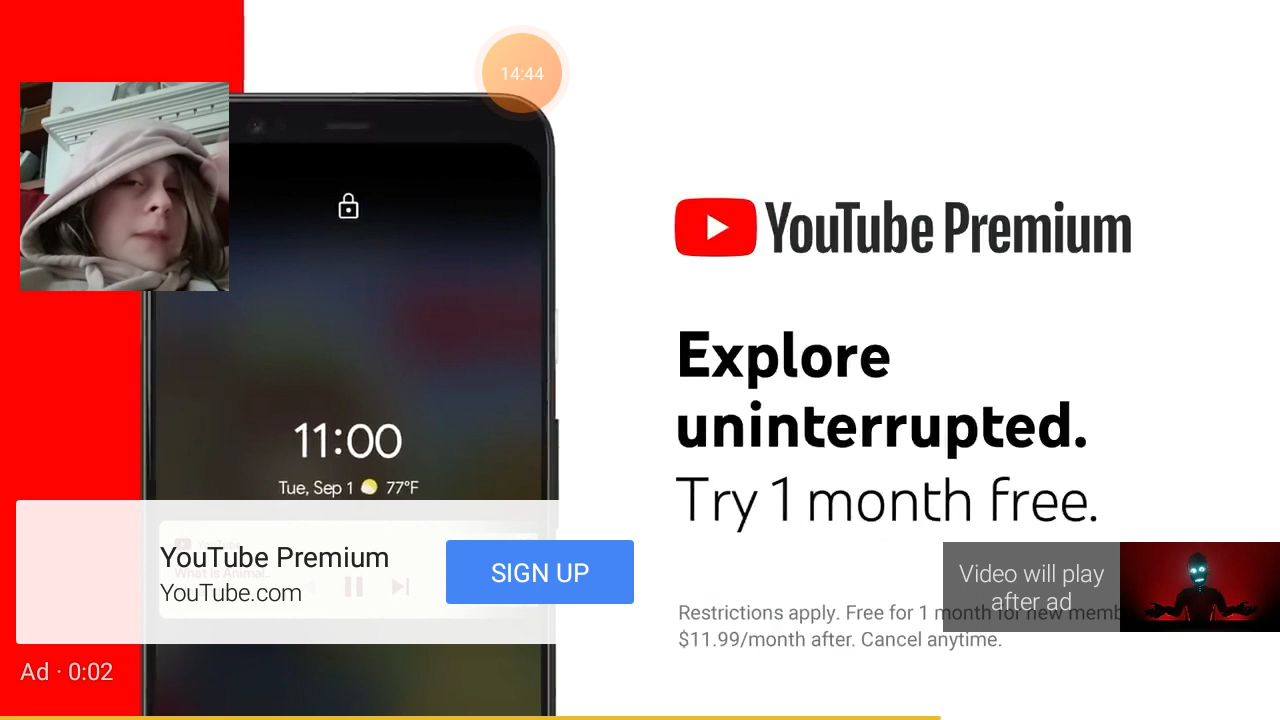 14:44
YouTube Premium
Explore
uninterrupted.
Try 1 month free.
11:00
Tue, Sep 1 77°F
YouTube Premium
YouTube.com
SIGN UP
Video will play
after ad
Restrictions apply. Free for 1 month for new memb
$11.99/month after. Cancel anytime.
Ad · 0:02